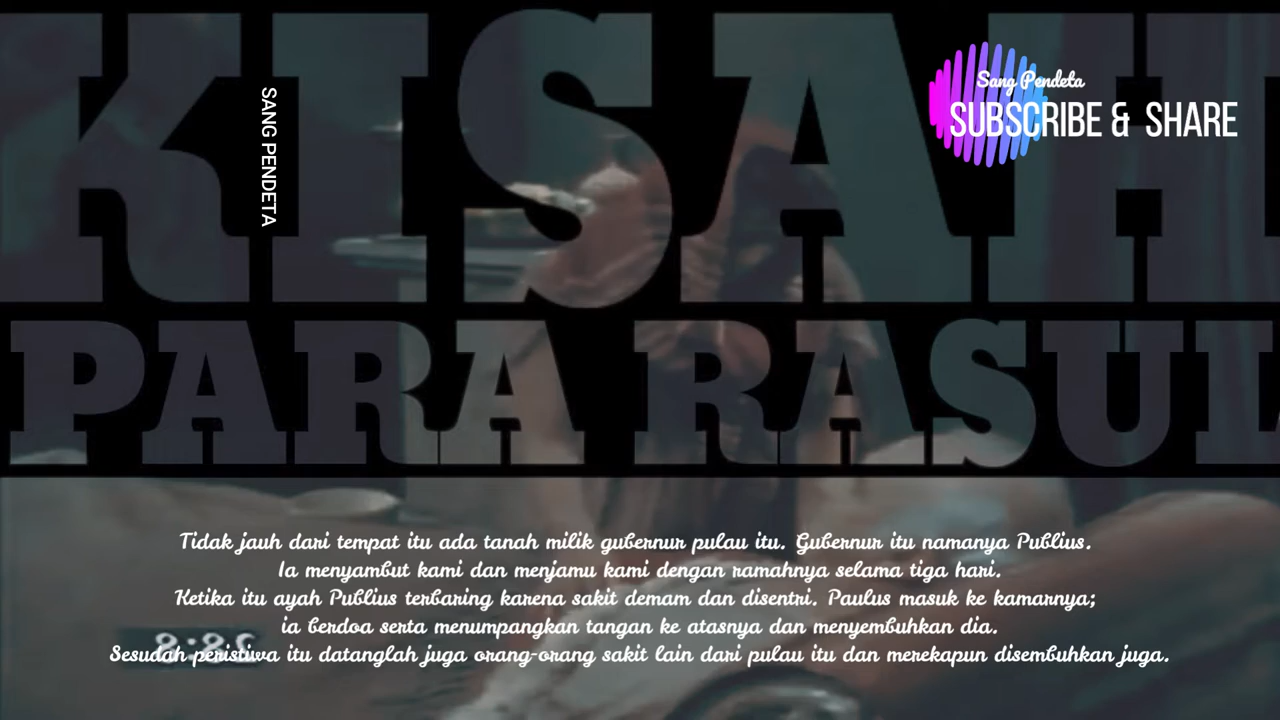 KISAH
PARA RASUL
SANG PENDETA
Sang Pendeta
SUBSCRIBE & SHARE
Tidak jauh dari tempat itu ada tanah milik gubernur pulau itu. Gubernur itu namanya Publius.
Ia menyambut kami dan menjamu kami dengan ramahnya selama tiga hari.
Ketika itu ayah Publius terbaring karena sakit demam dan disentri. Paulus masuk ke kamarnya;
ia berdoa serta menumpangkan tangan ke atasnya dan menyembuhkan dia.
Sesudah peristiwa itu datanglah juga orang-orang sakit lain dari pulau itu dan merekapun disembuhkan juga.